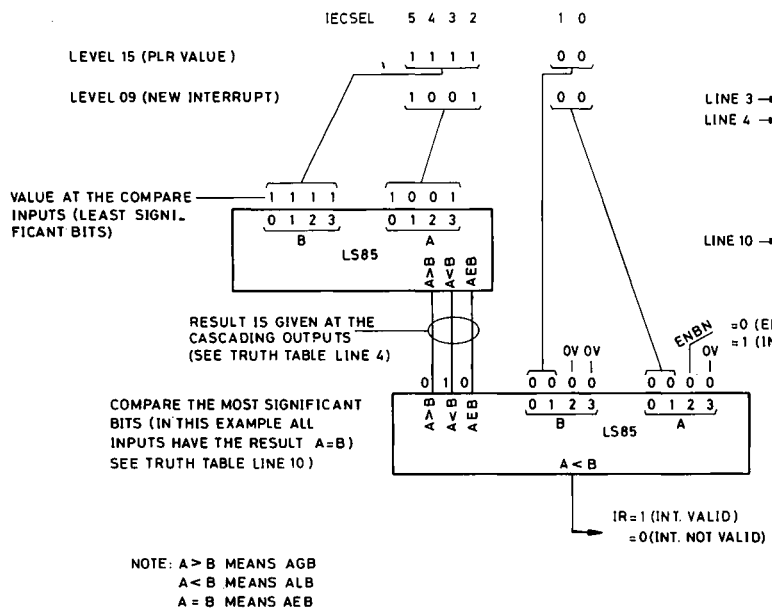 IECSEL 5 4 3 2 1 0
LEVEL 15 (PLR VALUE) 1 1 1 1 0 0
LEVEL 09 (NEW INTERRUPT) 1 0 0 1 0 0
LINE 3
LINE 4
VALUE AT THE COMPARE
INPUTS (LEAST SIGNI_
FICANT BITS)
1 1 1 1 1 0 0 1
0 1 2 3 0 1 2 3
B A
LS85
A>B A<B AEB
LINE 10
RESULT IS GIVEN AT THE
CASCADING OUTPUTS
(SEE TRUTH TABLE LINE 4)
ENBN =0 (E
=1 (IN
0V 0V 0V
0 1 0 0 0 0 0 0 0 0 0
COMPARE THE MOST SIGNIFICANT
BITS (IN THIS EXAMPLE ALL
INPUTS HAVE THE RESULT A=B)
SEE TRUTH TABLE LINE 10)
A>B A<B AEB
0 1 2 3 0 1 2 3
B A
LS85
A < B
IR=1 (INT. VALID)
=0(INT. NOT VALID)
NOTE: A>B MEANS AGB
A<B MEANS ALB
A=B MEANS AEB